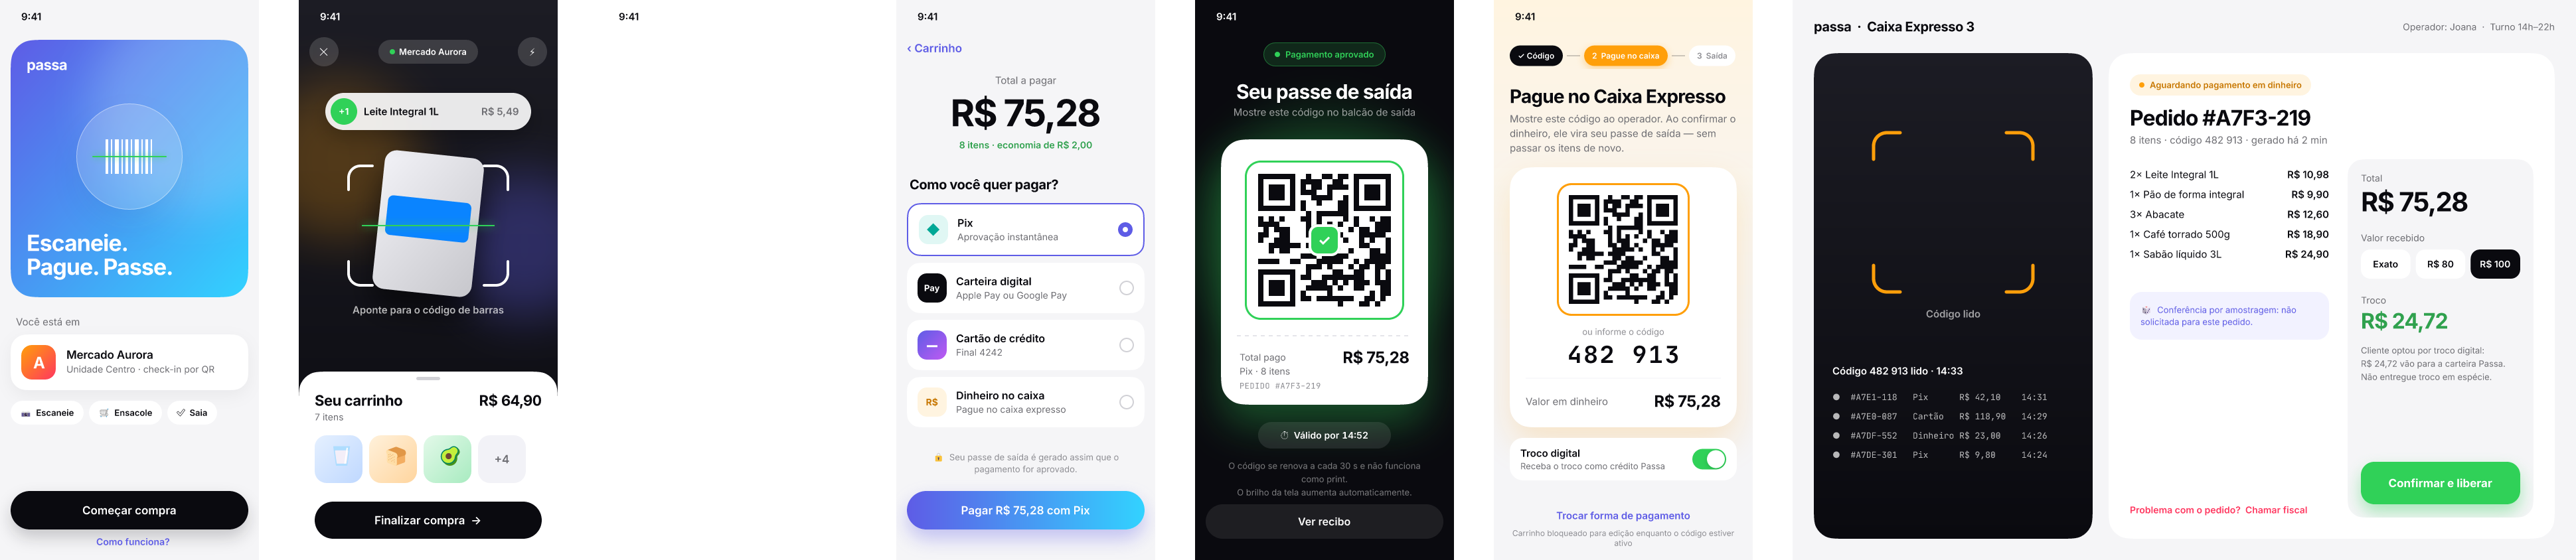 9:41
passa
Escaneie.
Pague. Passe.
Você está em
A
Mercado Aurora
Unidade Centro · check-in por QR
Escaneie
Ensacole
Saia
Começar compra
Como funciona?
9:41
Mercado Aurora
+1 Leite Integral 1L R$ 5,49
Aponte para o código de barras
Seu carrinho R$ 64,90
7 itens
+4
Finalizar compra →
9:41
9:41
‹ Carrinho
Total a pagar
R$ 75,28
8 itens · economia de R$ 2,00
Como você quer pagar?
Pix
Aprovação instantânea
Pay
Carteira digital
Apple Pay ou Google Pay
Cartão de crédito
Final 4242
R$
Dinheiro no caixa
Pague no caixa expresso
Seu passe de saída é gerado assim que o
pagamento for aprovado.
Pagar R$ 75,28 com Pix
9:41
Pagamento aprovado
Seu passe de saída
Mostre este código no balcão de saída
Total pago R$ 75,28
Pix · 8 itens
PEDIDO #A7F3-219
Válido por 14:52
O código se renova a cada 30 s e não funciona
como print.
O brilho da tela aumenta automaticamente.
Ver recibo
9:41
✓ Código
2 Pague no caixa
3 Saída
Pague no Caixa Expresso
Mostre este código ao operador. Ao confirmar o
dinheiro, ele vira seu passe de saída — sem
passar os itens de novo.
ou informe o código
482 913
Valor em dinheiro R$ 75,28
Troco digital
Receba o troco como crédito Passa
Trocar forma de pagamento
Carrinho bloqueado para edição enquanto o código estiver
ativo
passa · Caixa Expresso 3
Operador: Joana · Turno 14h–22h
Código lido
Código 482 913 lido · 14:33
#A7E1-118 Pix R$ 42,10 14:31
#A7E0-087 Cartão R$ 118,90 14:29
#A7DF-552 Dinheiro R$ 23,00 14:26
#A7DE-301 Pix R$ 9,80 14:24
Aguardando pagamento em dinheiro
Pedido #A7F3-219
8 itens · código 482 913 · gerado há 2 min
2× Leite Integral 1L R$ 10,98
1× Pão de forma integral R$ 9,90
3× Abacate R$ 12,60
1× Café torrado 500g R$ 18,90
1× Sabão líquido 3L R$ 24,90
Conferência por amostragem: não
solicitada para este pedido.
Problema com o pedido? Chamar fiscal
Total
R$ 75,28
Valor recebido
Exato
R$ 80
R$ 100
Troco
R$ 24,72
Cliente optou por troco digital:
R$ 24,72 vão para a carteira Passa.
Não entregue troco em espécie.
Confirmar e liberar